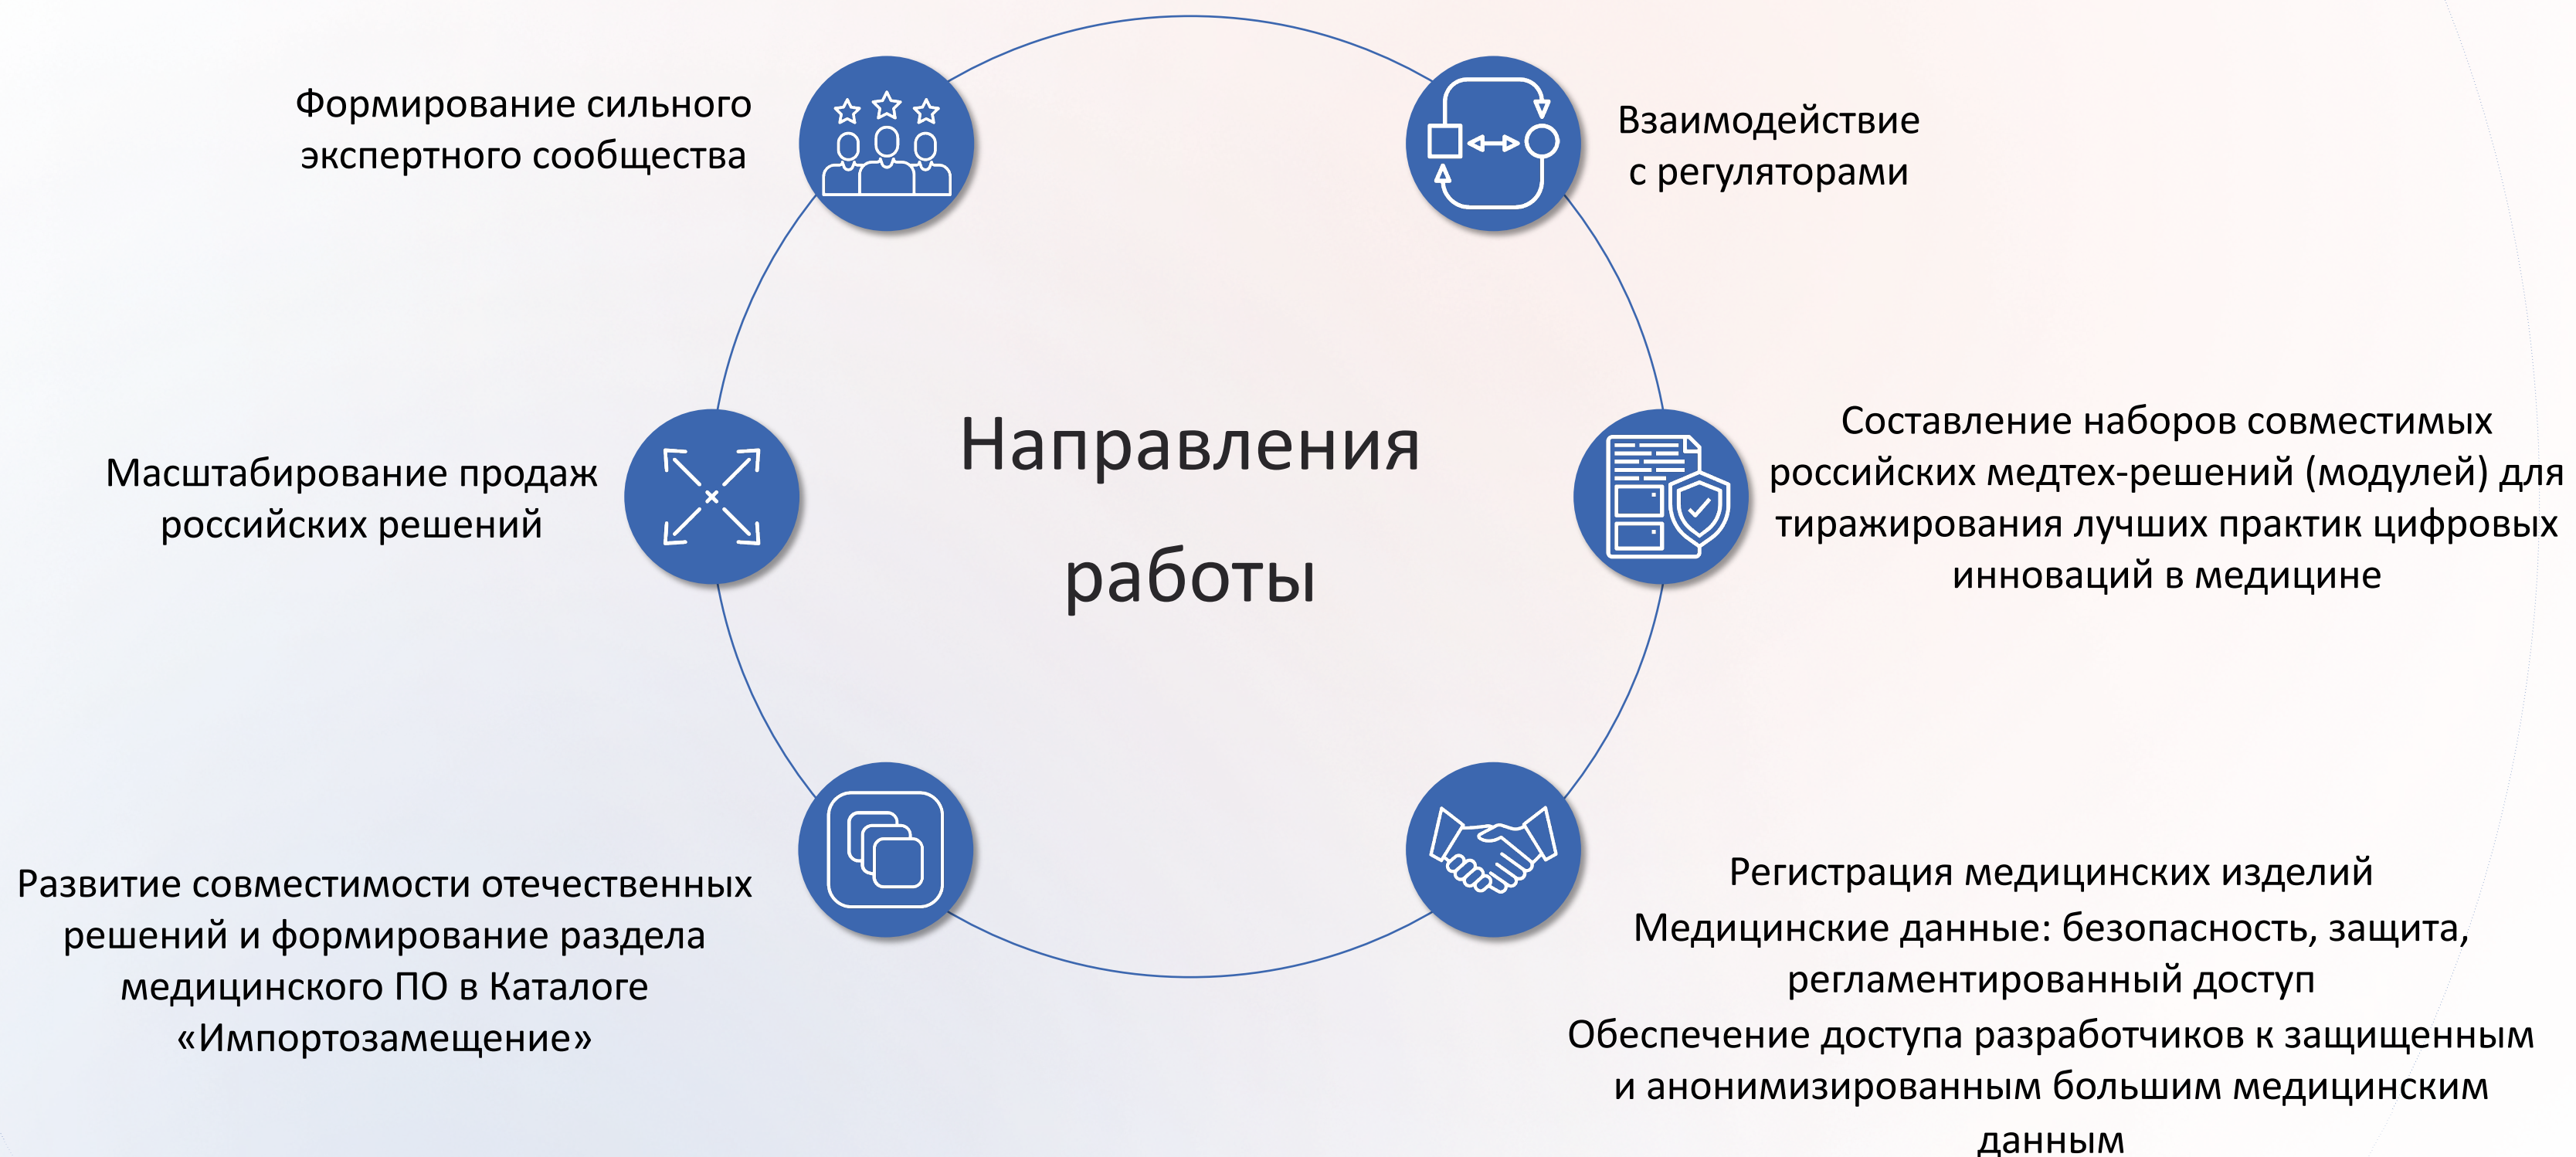 Формирование сильного
экспертного сообщества
Взаимодействие
с регуляторами
Направления
работы
Масштабирование продаж
российских решений
Составление наборов совместимых
российских медтех-решений (модулей) для
тиражирования лучших практик цифровых
инноваций в медицине
Развитие совместимости отечественных
решений и формирование раздела
медицинского ПО в Каталоге
«Импортозамещение»
Регистрация медицинских изделий
Медицинские данные: безопасность, защита,
регламентированный доступ
Обеспечение доступа разработчиков к защищенным
и анонимизированным большим медицинским
данным